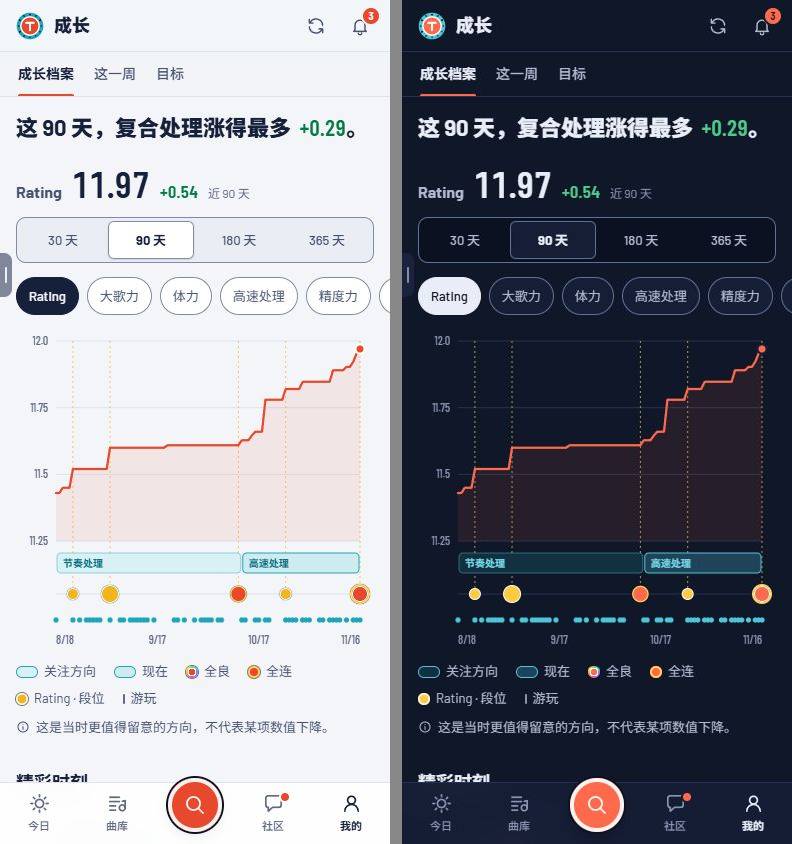 成长
3
成长档案 这一周 目标
这 90 天，复合处理涨得最多 +0.29。
Rating 11.97 +0.54 近 90 天
30 天 90 天 180 天 365 天
Rating 大歌力 体力 高速处理 精度力
12.0
11.75
11.5
11.25
节奏处理 高速处理
8/18 9/17 10/17 11/16
关注方向 现在 全良 全连
Rating · 段位 游玩
这是当时更值得留意的方向，不代表某项数值下降。
精彩时刻
今日 曲库 社区 我的
成长
3
成长档案 这一周 目标
这 90 天，复合处理涨得最多 +0.29。
Rating 11.97 +0.54 近 90 天
30 天 90 天 180 天 365 天
Rating 大歌力 体力 高速处理 精度力
12.0
11.75
11.5
11.25
节奏处理 高速处理
8/18 9/17 10/17 11/16
关注方向 现在 全良 全连
Rating · 段位 游玩
这是当时更值得留意的方向，不代表某项数值下降。
精彩时刻
今日 曲库 社区 我的